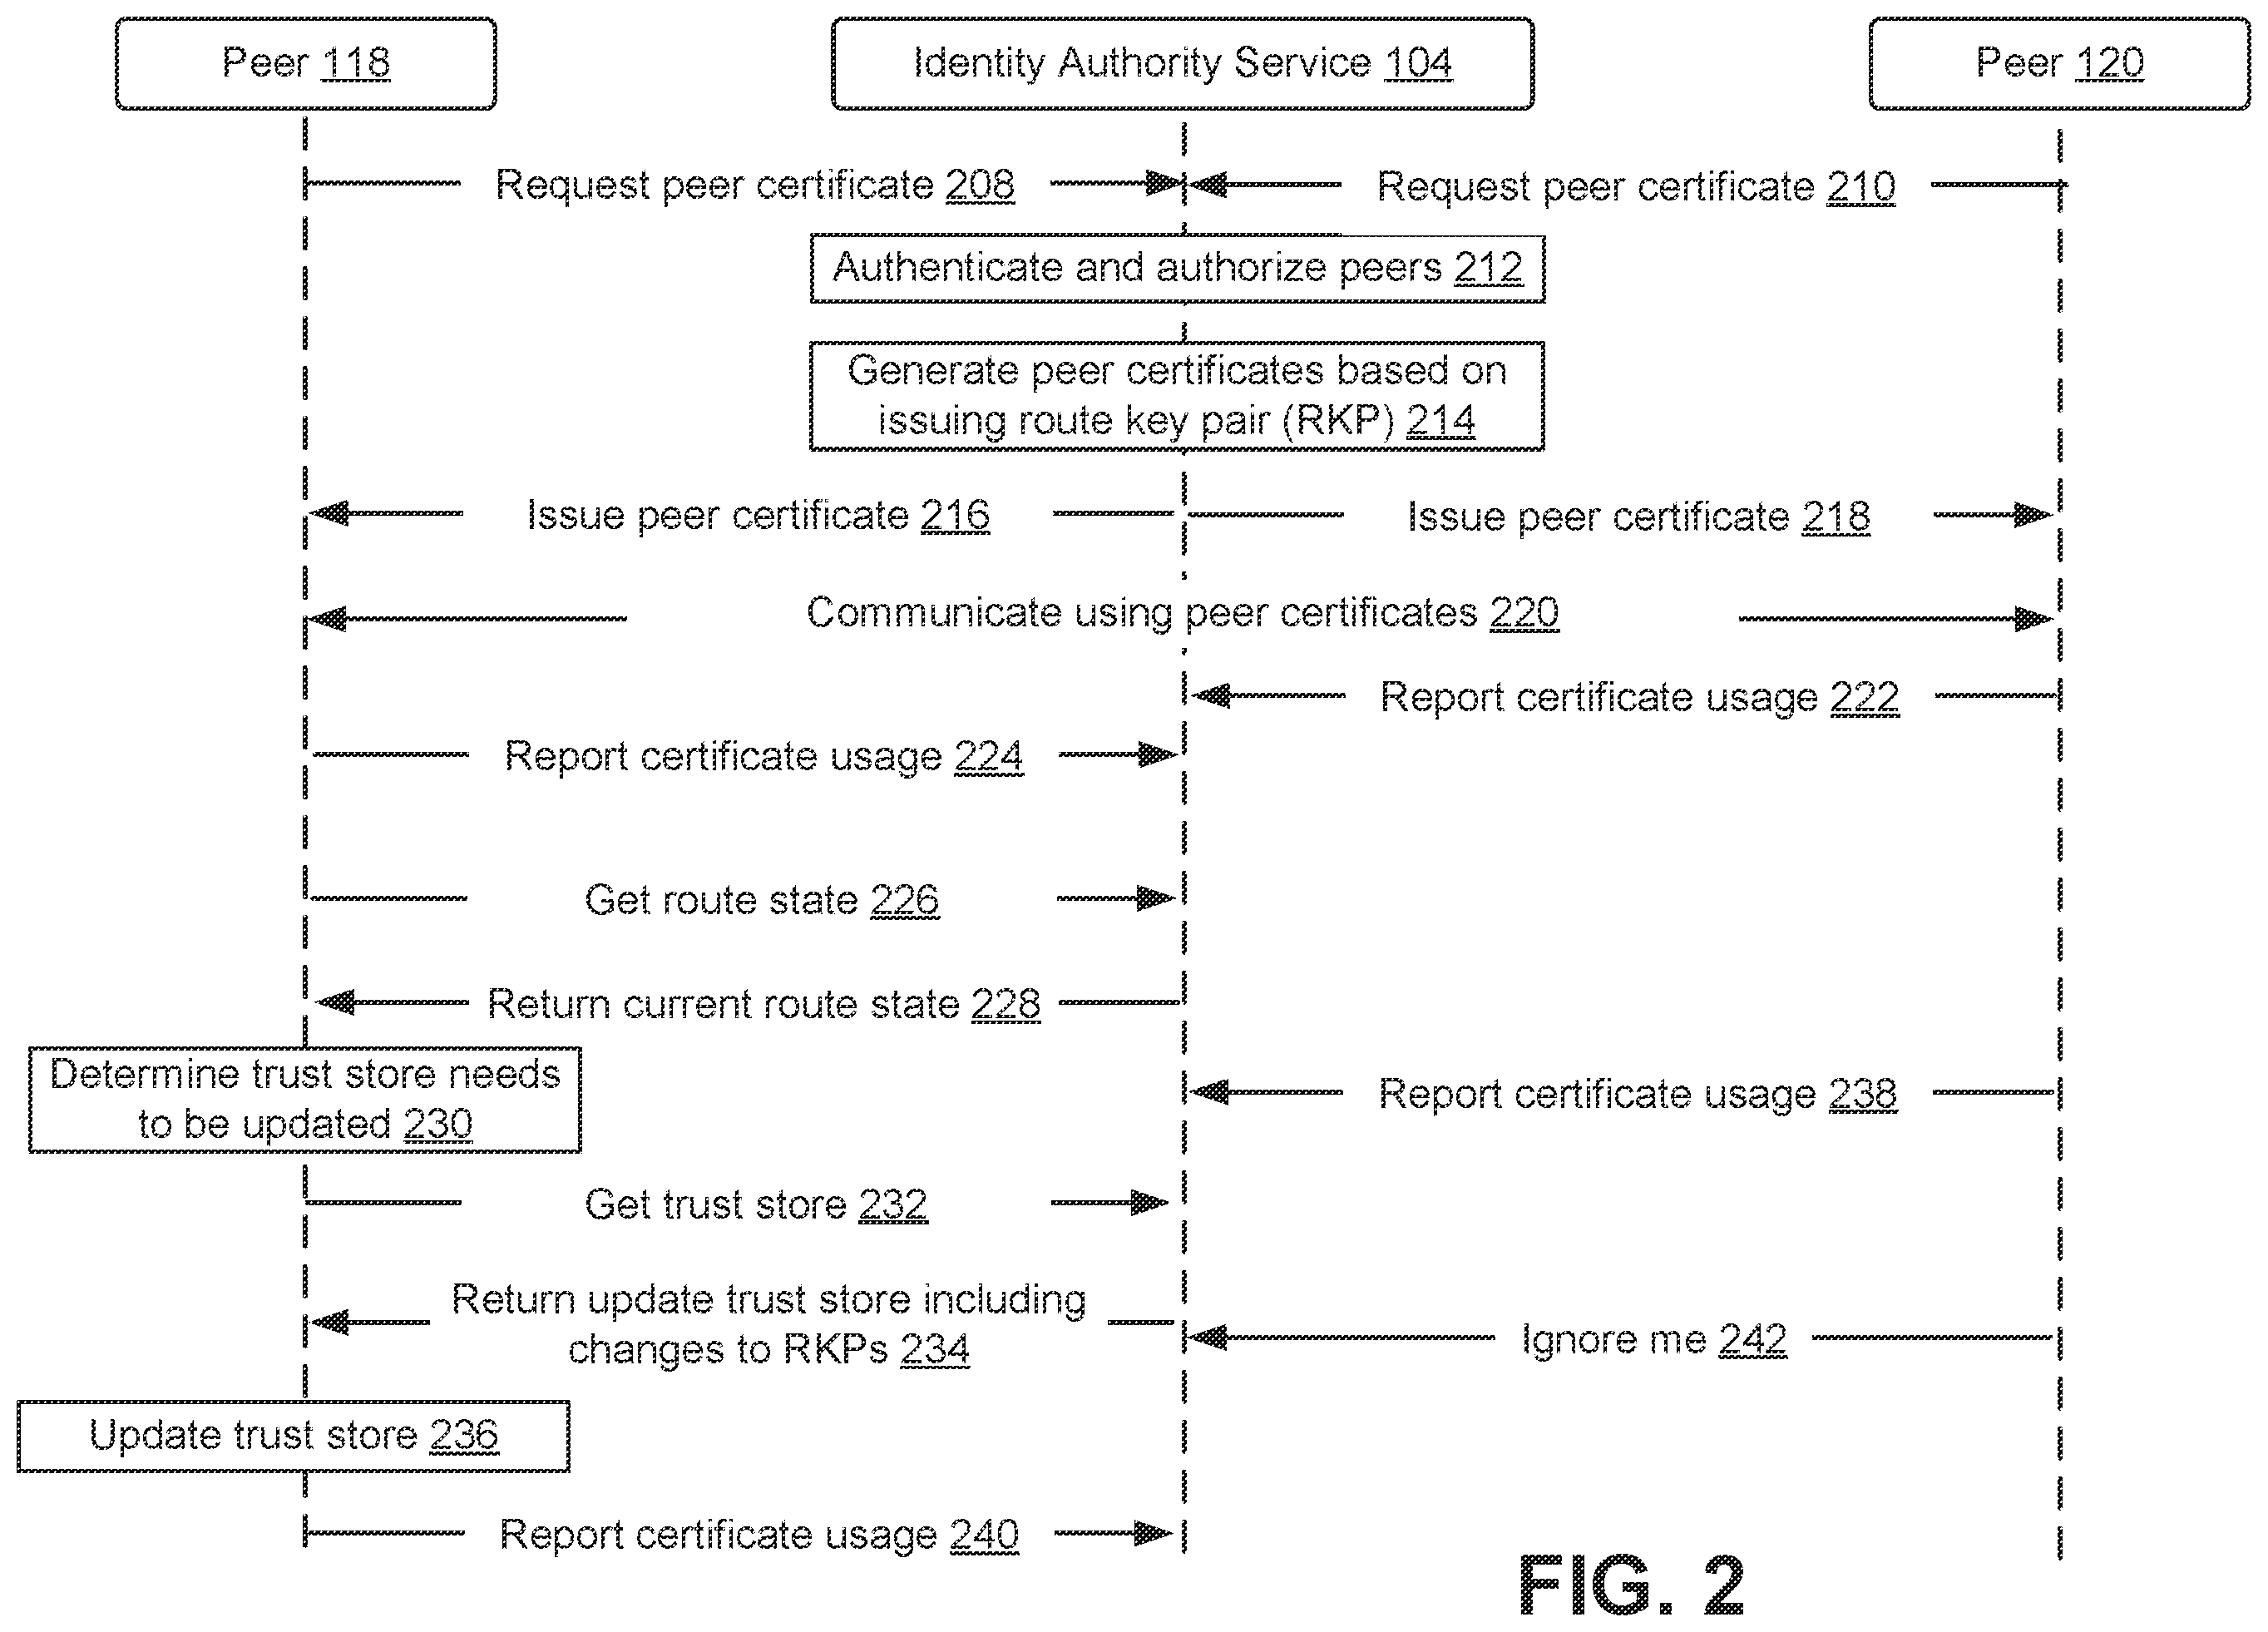 Peer 118
Identity Authority Service 104
Peer 120
Request peer certificate 208
Request peer certificate 210
Authenticate and authorize peers 212
Generate peer certificates based on
issuing route key pair (RKP) 214
Issue peer certificate 216
Issue peer certificate 218
Communicate using peer certificates 220
Report certificate usage 222
Report certificate usage 224
Get route state 226
Return current route state 228
Determine trust store needs
to be updated 230
Report certificate usage 238
Get trust store 232
Return update trust store including
changes to RKPs 234
Ignore me 242
Update trust store 236
Report certificate usage 240
FIG. 2